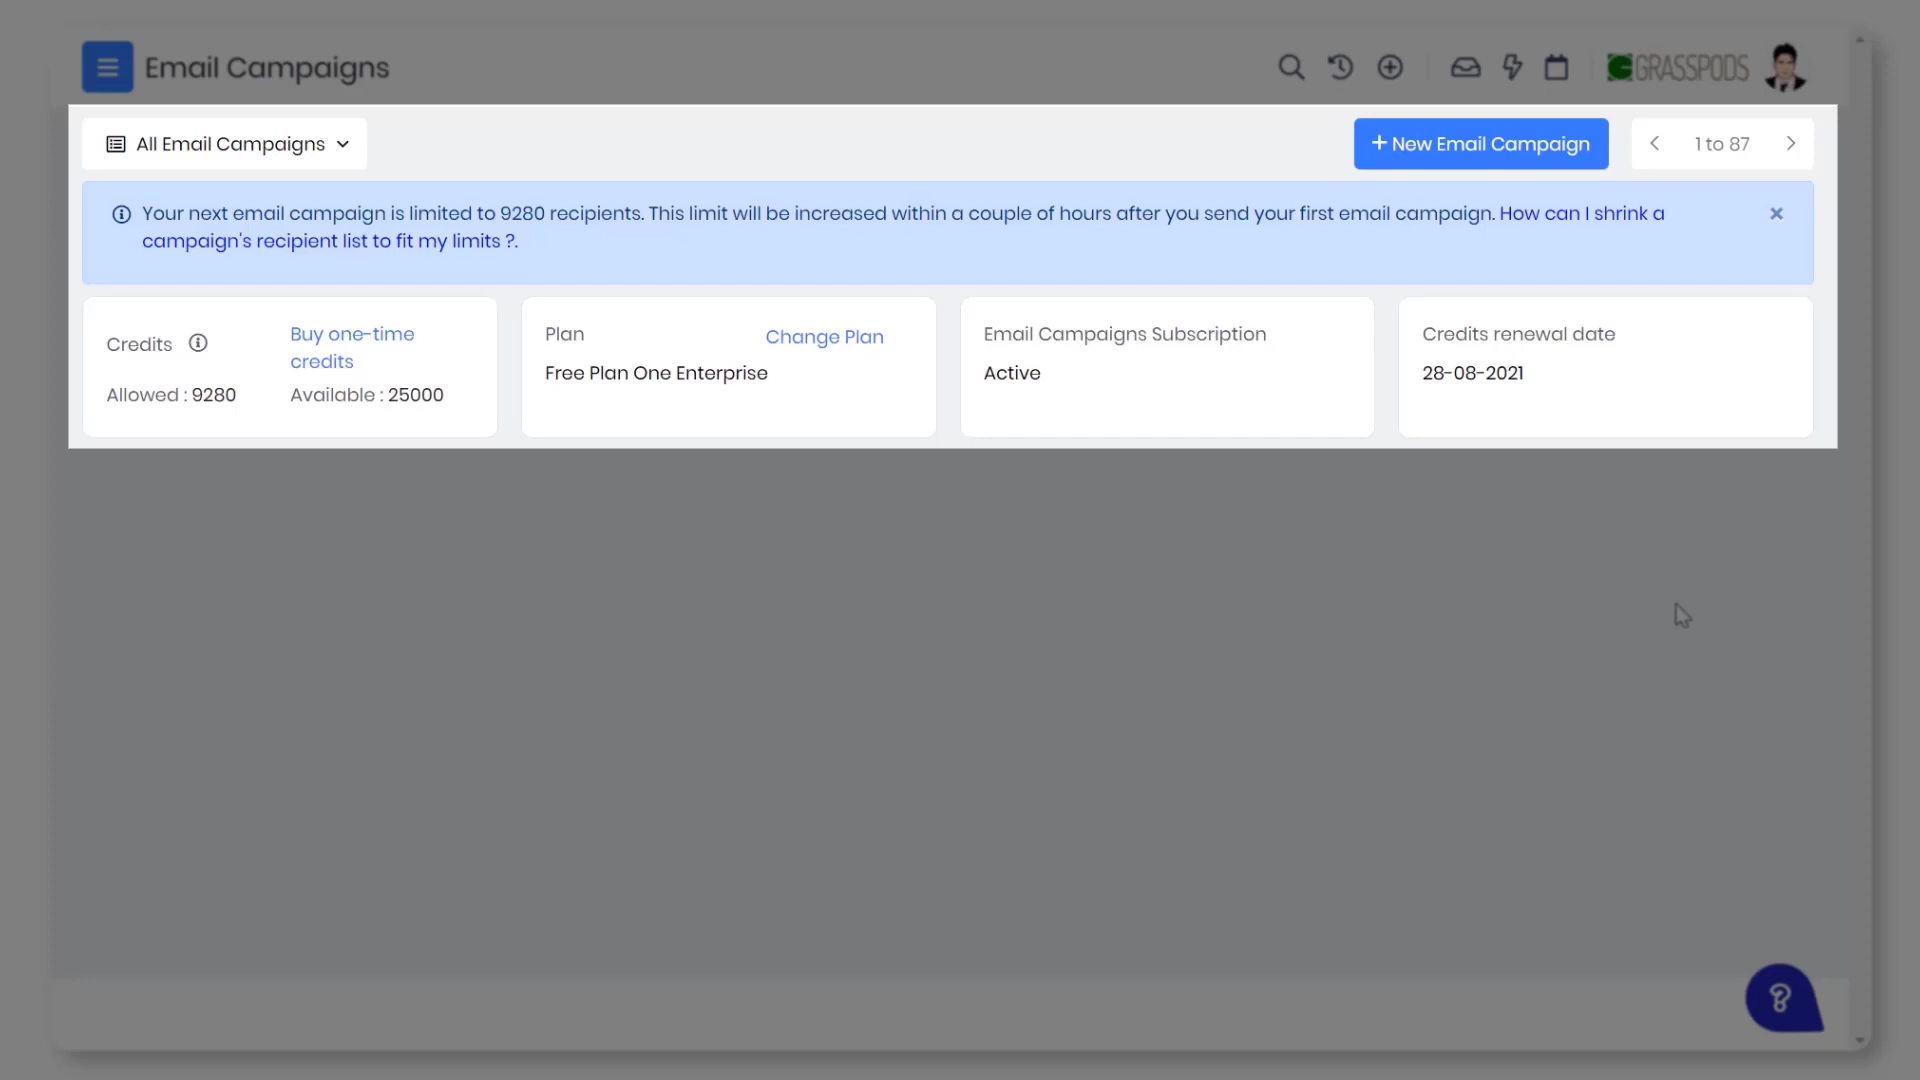 Email Campaigns
GRASSPODS
All Email Campaigns
+ New Email Campaign
1 to 87
Your next email campaign is limited to 9280 recipients. This limit will be increased within a couple of hours after you send your first email campaign. How can I shrink a
campaign's recipient list to fit my limits ?.
Credits
Buy one-time
credits
Allowed : 9280
Available : 25000
Plan
Change Plan
Free Plan One Enterprise
Email Campaigns Subscription
Active
Credits renewal date
28-08-2021
?